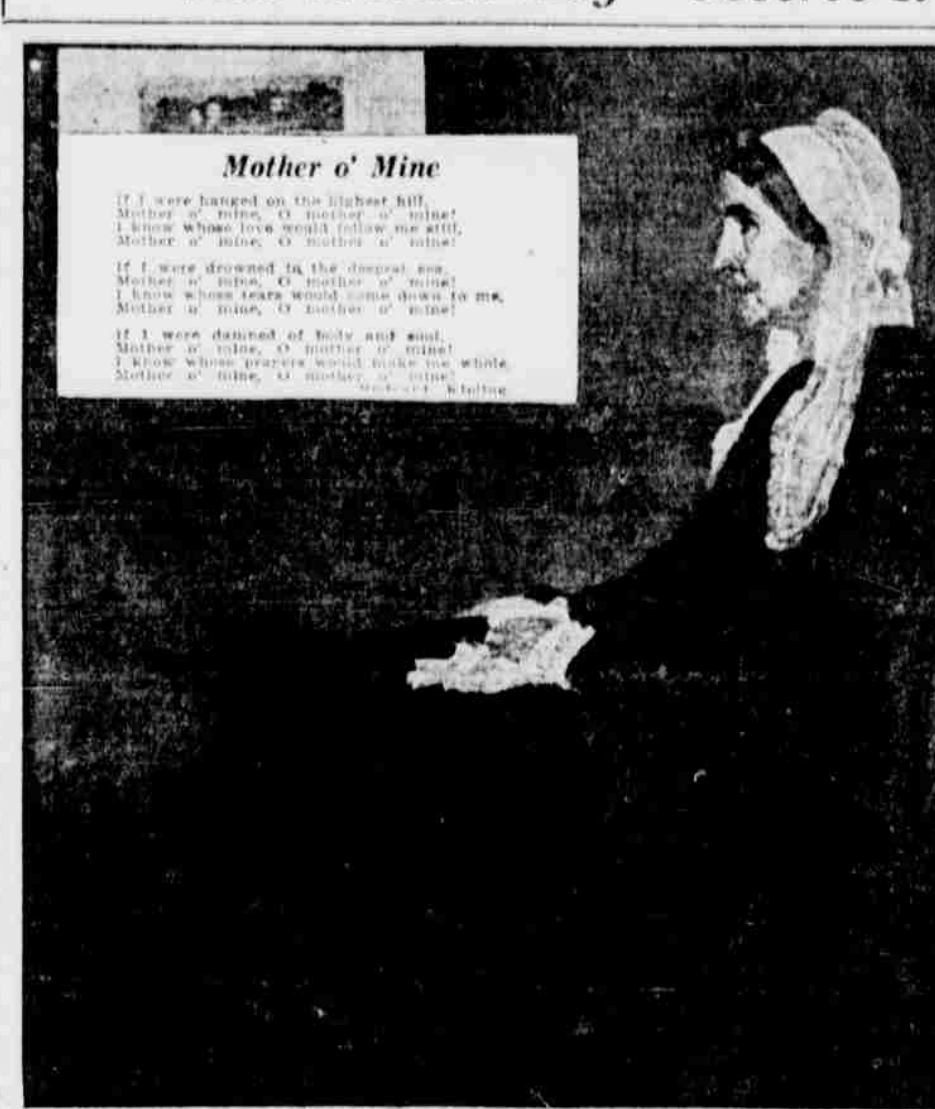 Mother o' Mine
If I were hanged on the highest hill,
Mother o' mine, O mother o' mine!
I know whose love would follow me still,
Mother o' mine, O mother o' mine!
If I were drowned in the deepest sea,
Mother o' mine, O mother o' mine!
I know whose tears would come down to me,
Mother o' mine, O mother o' mine!
If I were damned of body and soul,
Mother o' mine, O mother o' mine!
I know whose prayers would make me whole
Mother o' mine, O mother o' mine!
Kipling